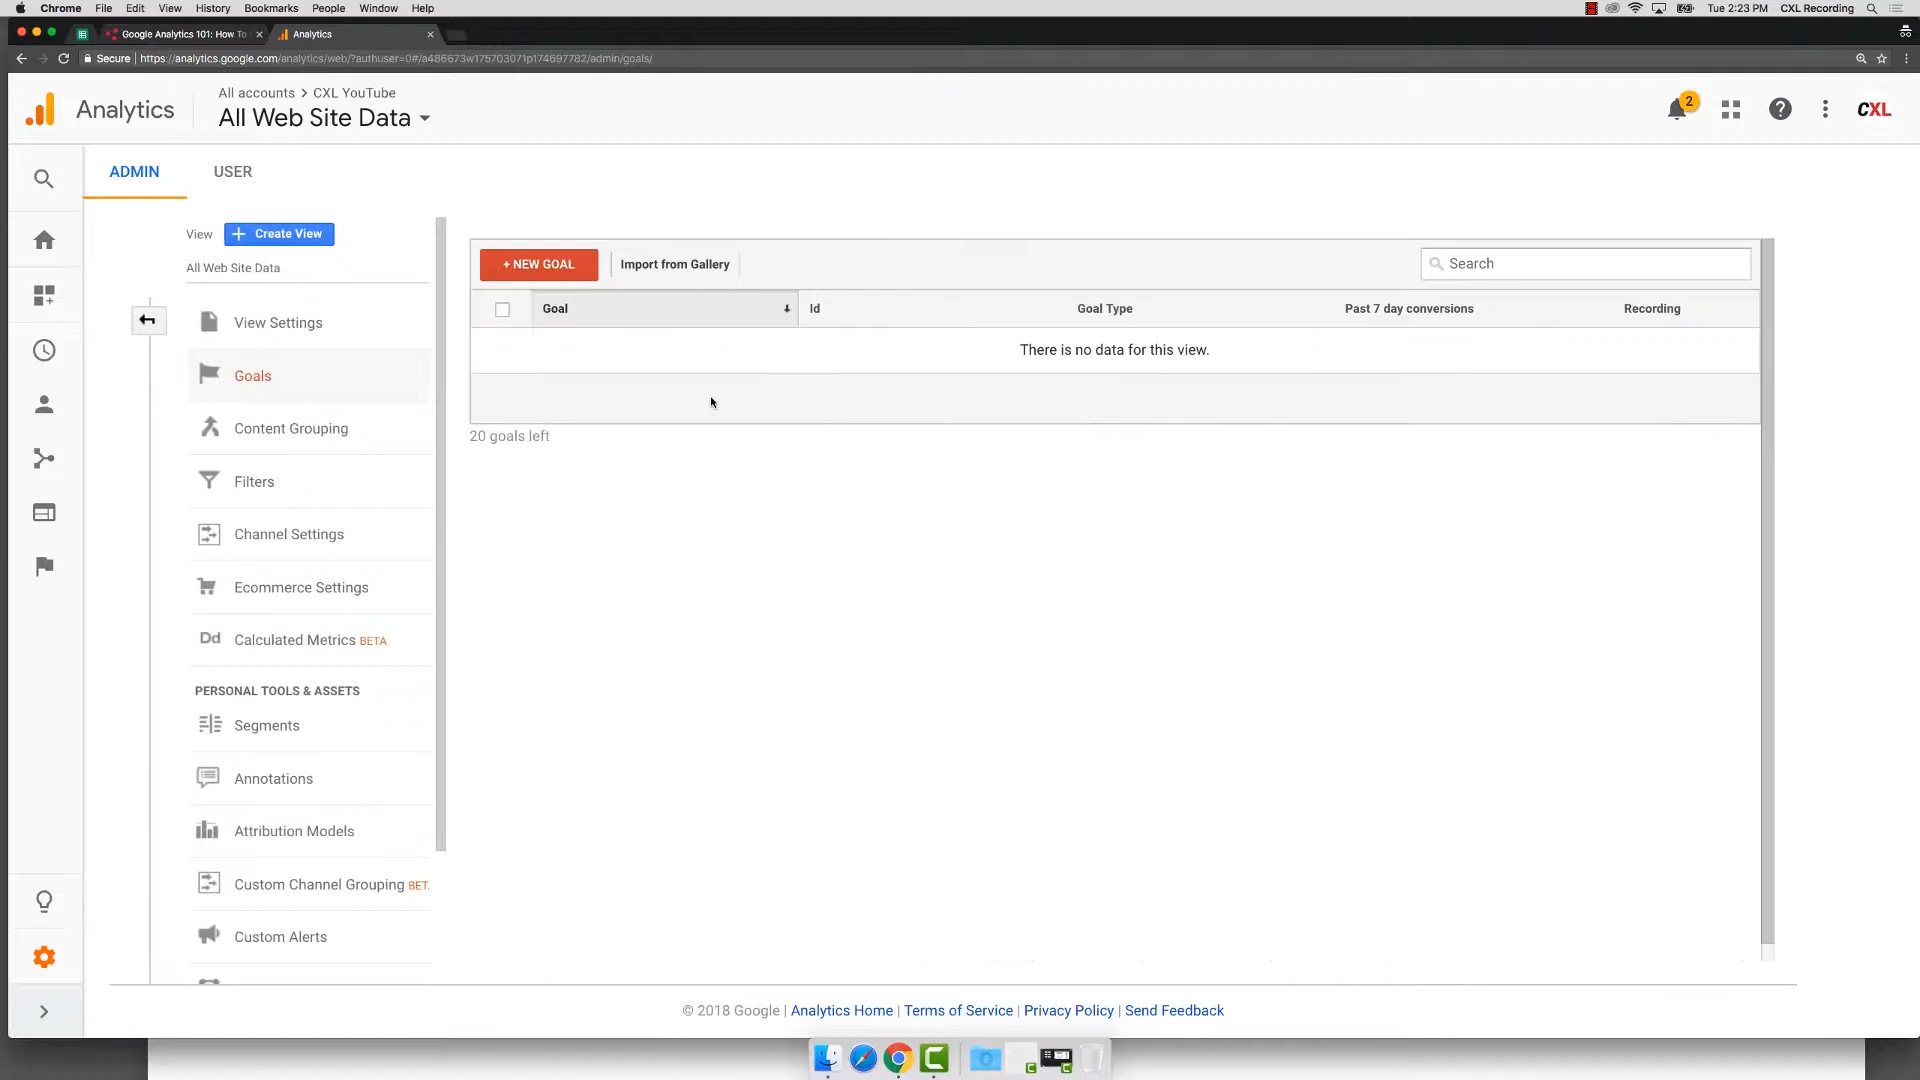 Chrome File Edit View History Bookmarks People Window Help
Tue 2:23 PM CXL Recording
Google Analytics 101: How To
Analytics
Secure https://analytics.google.com/analytics/web/?authuser=0#/a486673w175703071p174697782/admin/goals/
Analytics
All accounts > CXL YouTube
All Web Site Data
2
CXL
ADMIN USER
View + Create View
All Web Site Data
View Settings
Goals
Content Grouping
Filters
Channel Settings
Ecommerce Settings
Dd Calculated Metrics BETA
PERSONAL TOOLS & ASSETS
Segments
Annotations
Attribution Models
Custom Channel Grouping BET.
Custom Alerts
+ NEW GOAL Import from Gallery Search
Goal Id Goal Type Past 7 day conversions Recording
There is no data for this view.
20 goals left
© 2018 Google | Analytics Home | Terms of Service | Privacy Policy | Send Feedback